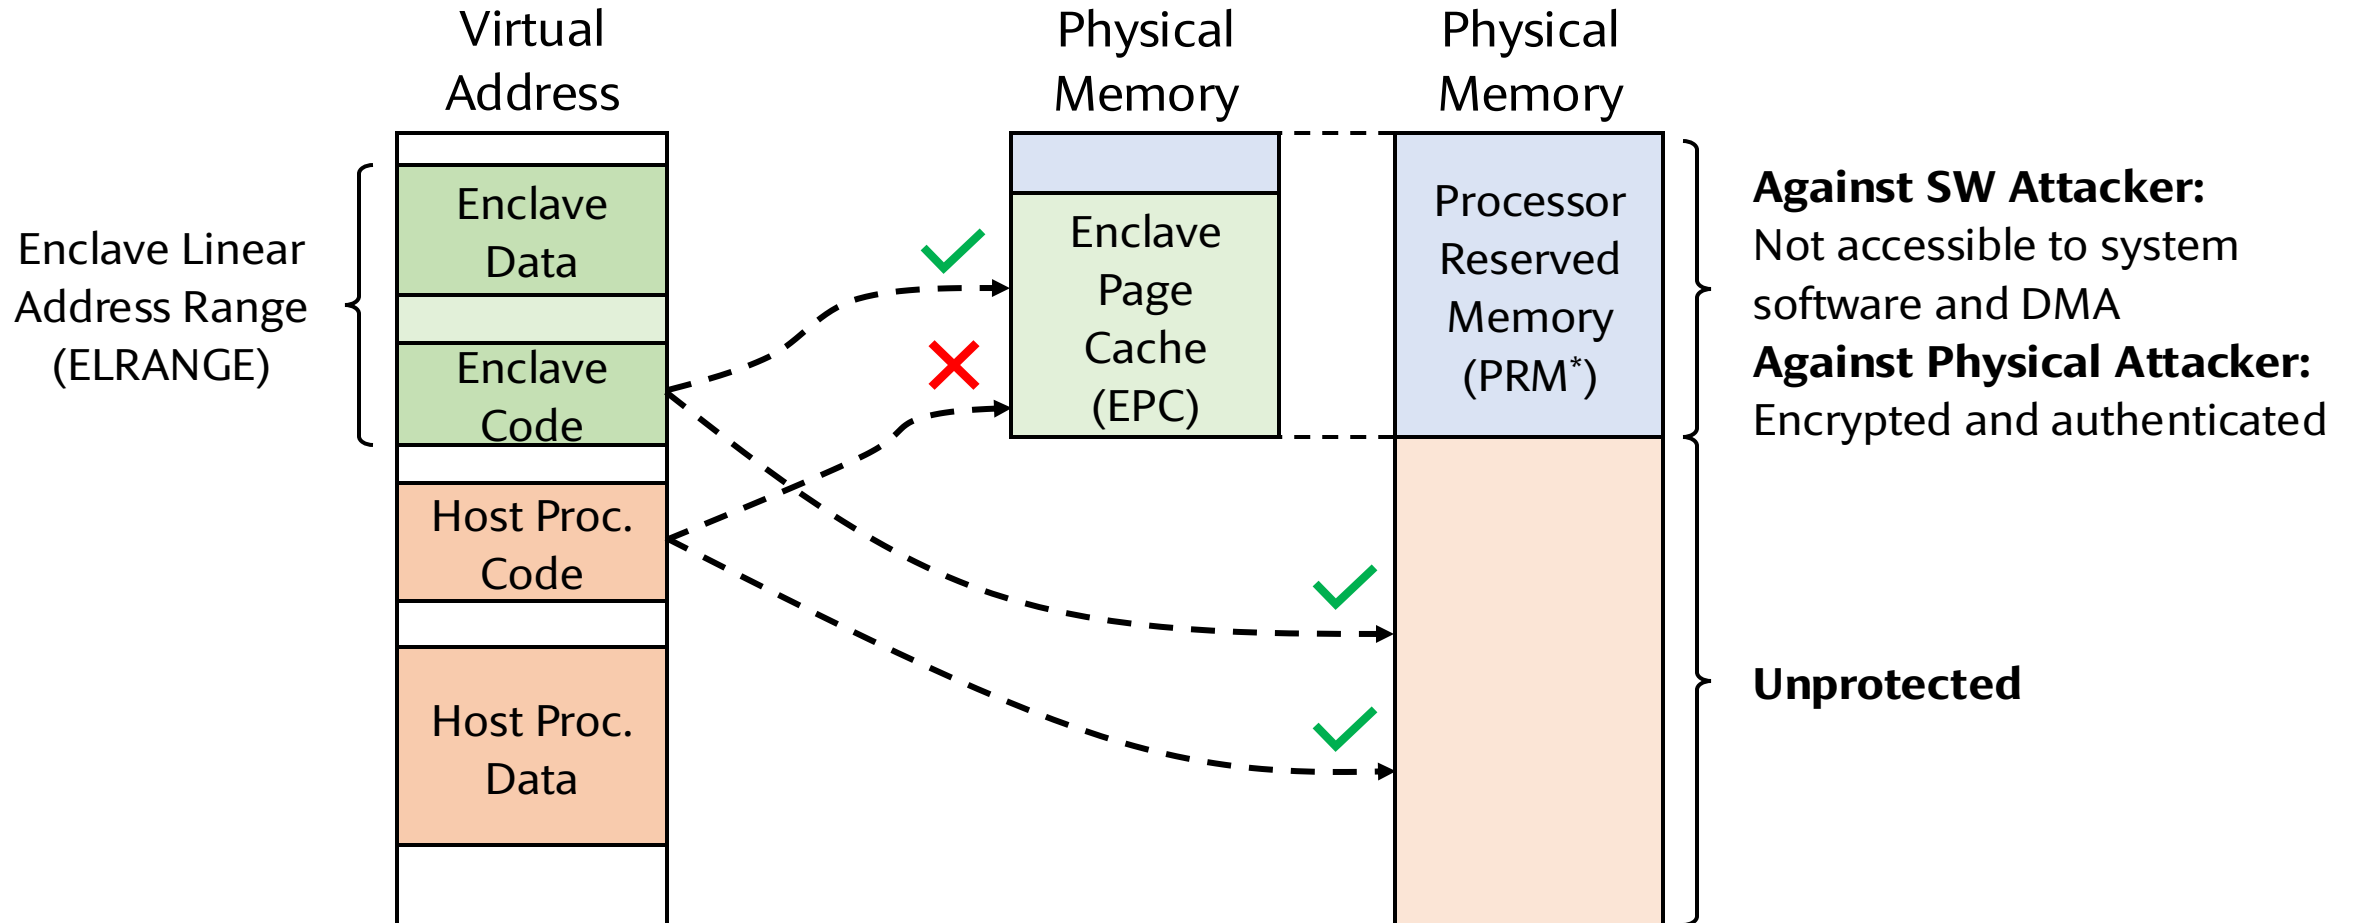 Virtual
Address
Physical
Memory
Physical
Memory
Enclave Linear
Address Range
(ELRANGE)
Enclave
Data
Enclave
Code
Host Proc.
Code
Host Proc.
Data
Enclave
Page
Cache
(EPC)
Processor
Reserved
Memory
(PRM*)
Against SW Attacker:
Not accessible to system
software and DMA
Against Physical Attacker:
Encrypted and authenticated
Unprotected